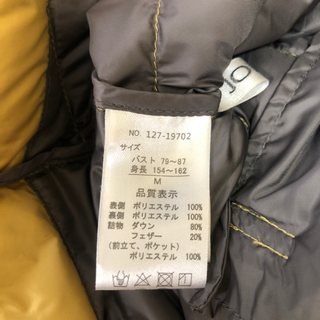 jo
NO. 127-19702
サイズ
バスト 79～87
身長 154～162
M
品質表示
表側 ポリエステル 100%
裏側 ポリエステル 100%
詰物 ダウン 80%
フェザー 20%
(前立て、ポケット)
ポリエステル 100%